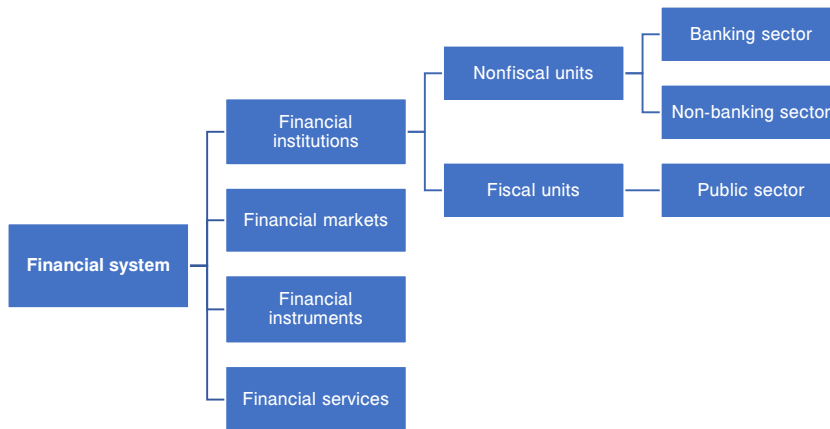 Banking sector
Nonfiscal units
Non-banking sector
Financial
institutions
Fiscal units
Public sector
Financial markets
Financial system
Financial
instruments
Financial services